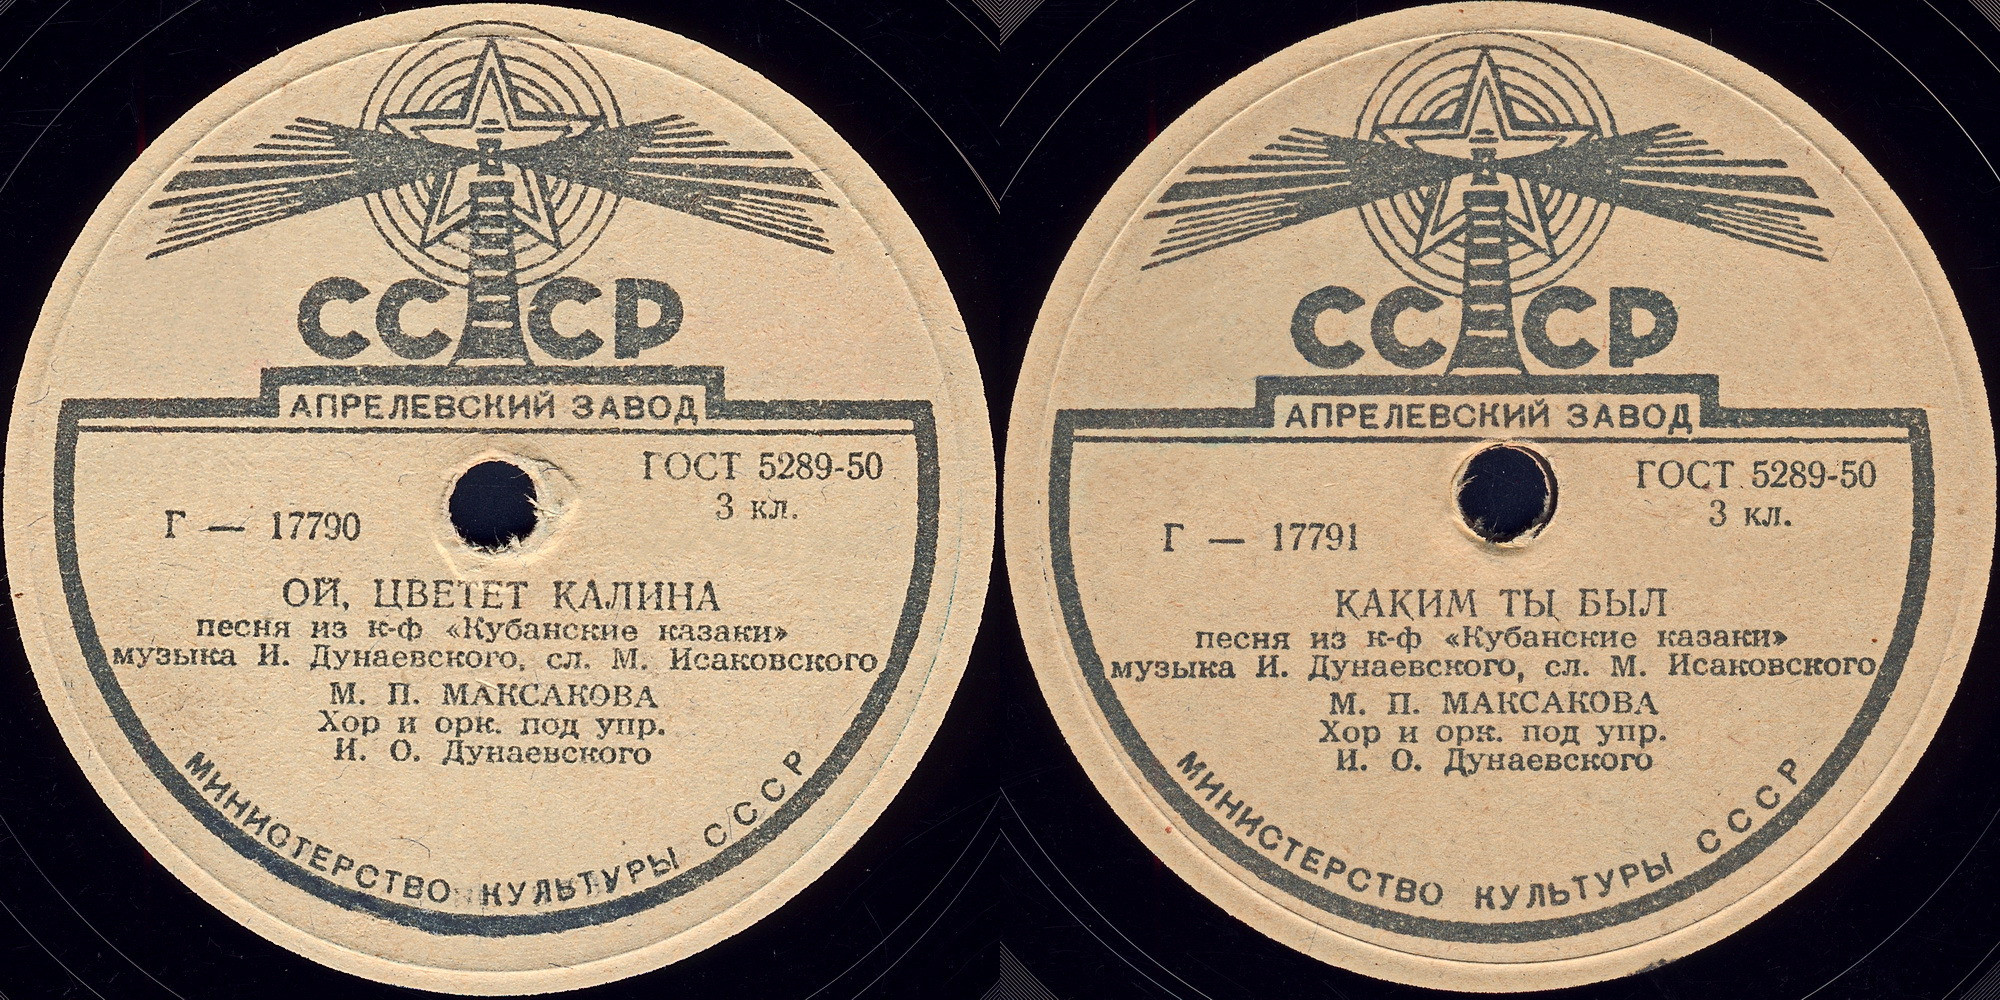 СССР
АПРЕЛЕВСКИЙ ЗАВОД
ГОСТ 5289-50
3 кл.
Г — 17790
ОЙ, ЦВЕТЕТ КАЛИНА
песня из к-ф «Кубанские казаки»
музыка И. Дунаевского, сл. М. Исаковского
М. П. МАКСАКОВА
Хор и орк. под упр.
И. О. Дунаевского
МИНИСТЕРСТВО КУЛЬТУРЫ СССР
СССР
АПРЕЛЕВСКИЙ ЗАВОД
ГОСТ 5289-50
3 кл.
Г — 17791
КАКИМ ТЫ БЫЛ
песня из к-ф «Кубанские казаки»
музыка И. Дунаевского, сл. М. Исаковского
М. П. МАКСАКОВА
Хор и орк. под упр.
И. О. Дунаевского
МИНИСТЕРСТВО КУЛЬТУРЫ СССР